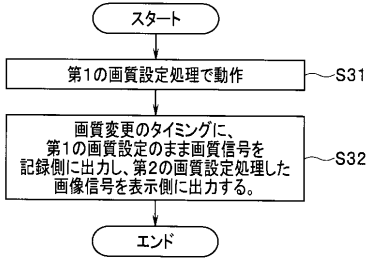 スタート
第1の画質設定処理で動作
S31
画質変更のタイミングに、
第1の画質設定のまま画質信号を
記録側に出力し、第2の画質設定処理した
画像信号を表示側に出力する。
S32
エンド